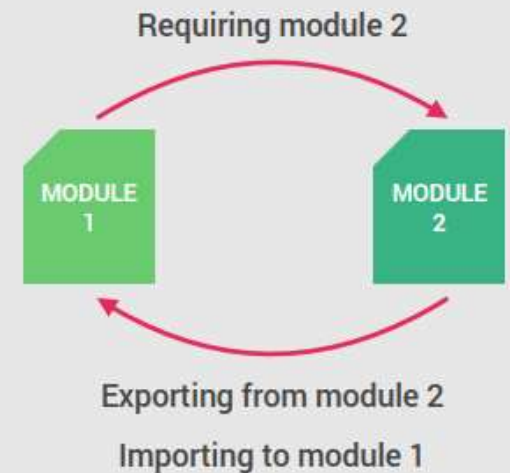 Requiring module 2
MODULE
1
MODULE
2
Exporting from module 2
Importing to module 1